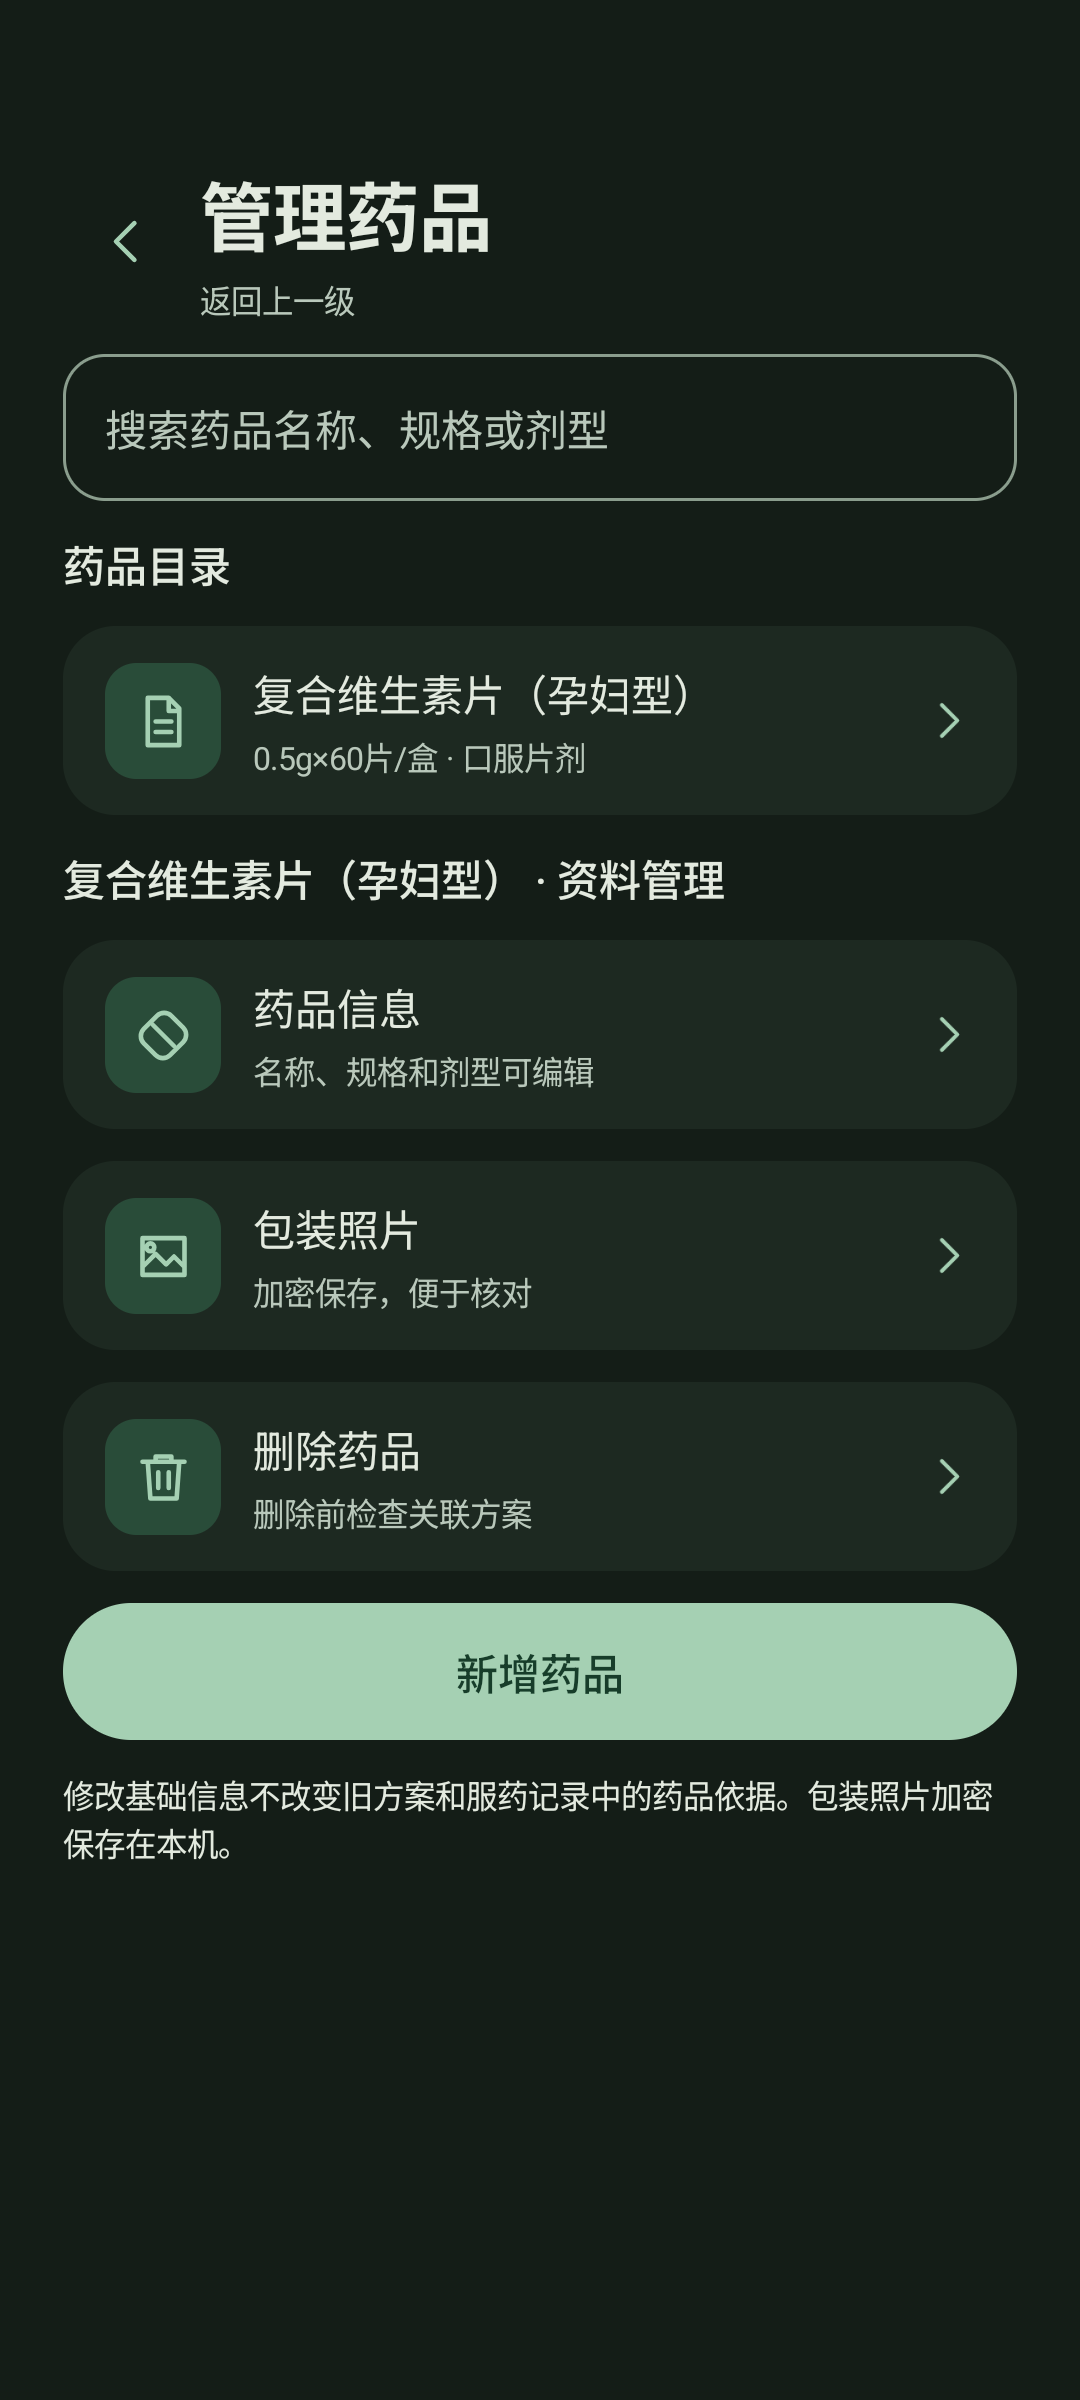 管理药品
返回上一级
搜索药品名称、规格或剂型
药品目录
复合维生素片（孕妇型）
0.5g×60片/盒 · 口服片剂
复合维生素片（孕妇型） · 资料管理
药品信息
名称、规格和剂型可编辑
包装照片
加密保存，便于核对
删除药品
删除前检查关联方案
新增药品
修改基础信息不改变旧方案和服药记录中的药品依据。包装照片加密
保存在本机。